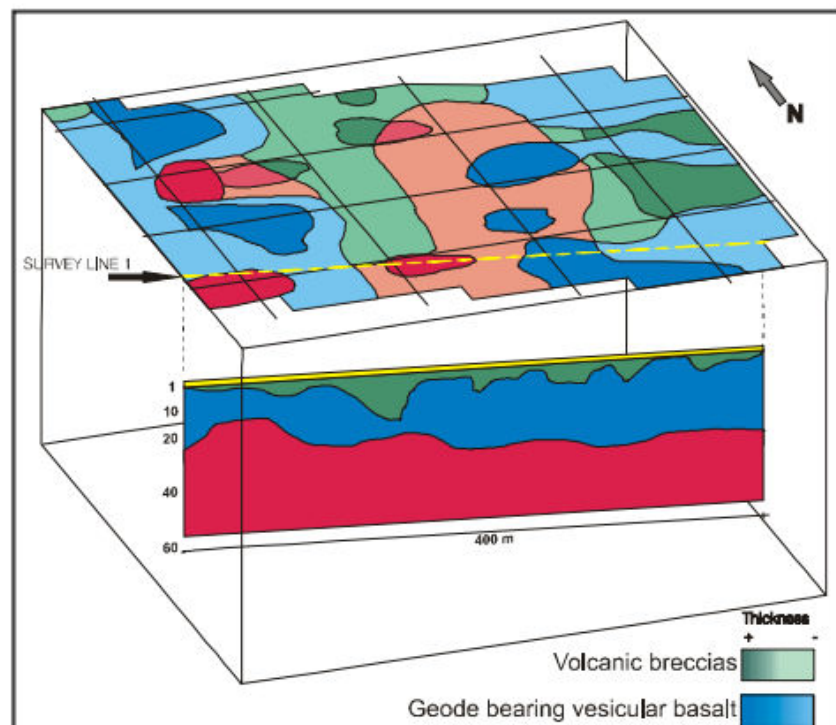 N
SURVEY LINE 1
1
10
20
40
60
400 m
Thickness
+ -
Volcanic breccias
Geode bearing vesicular basalt